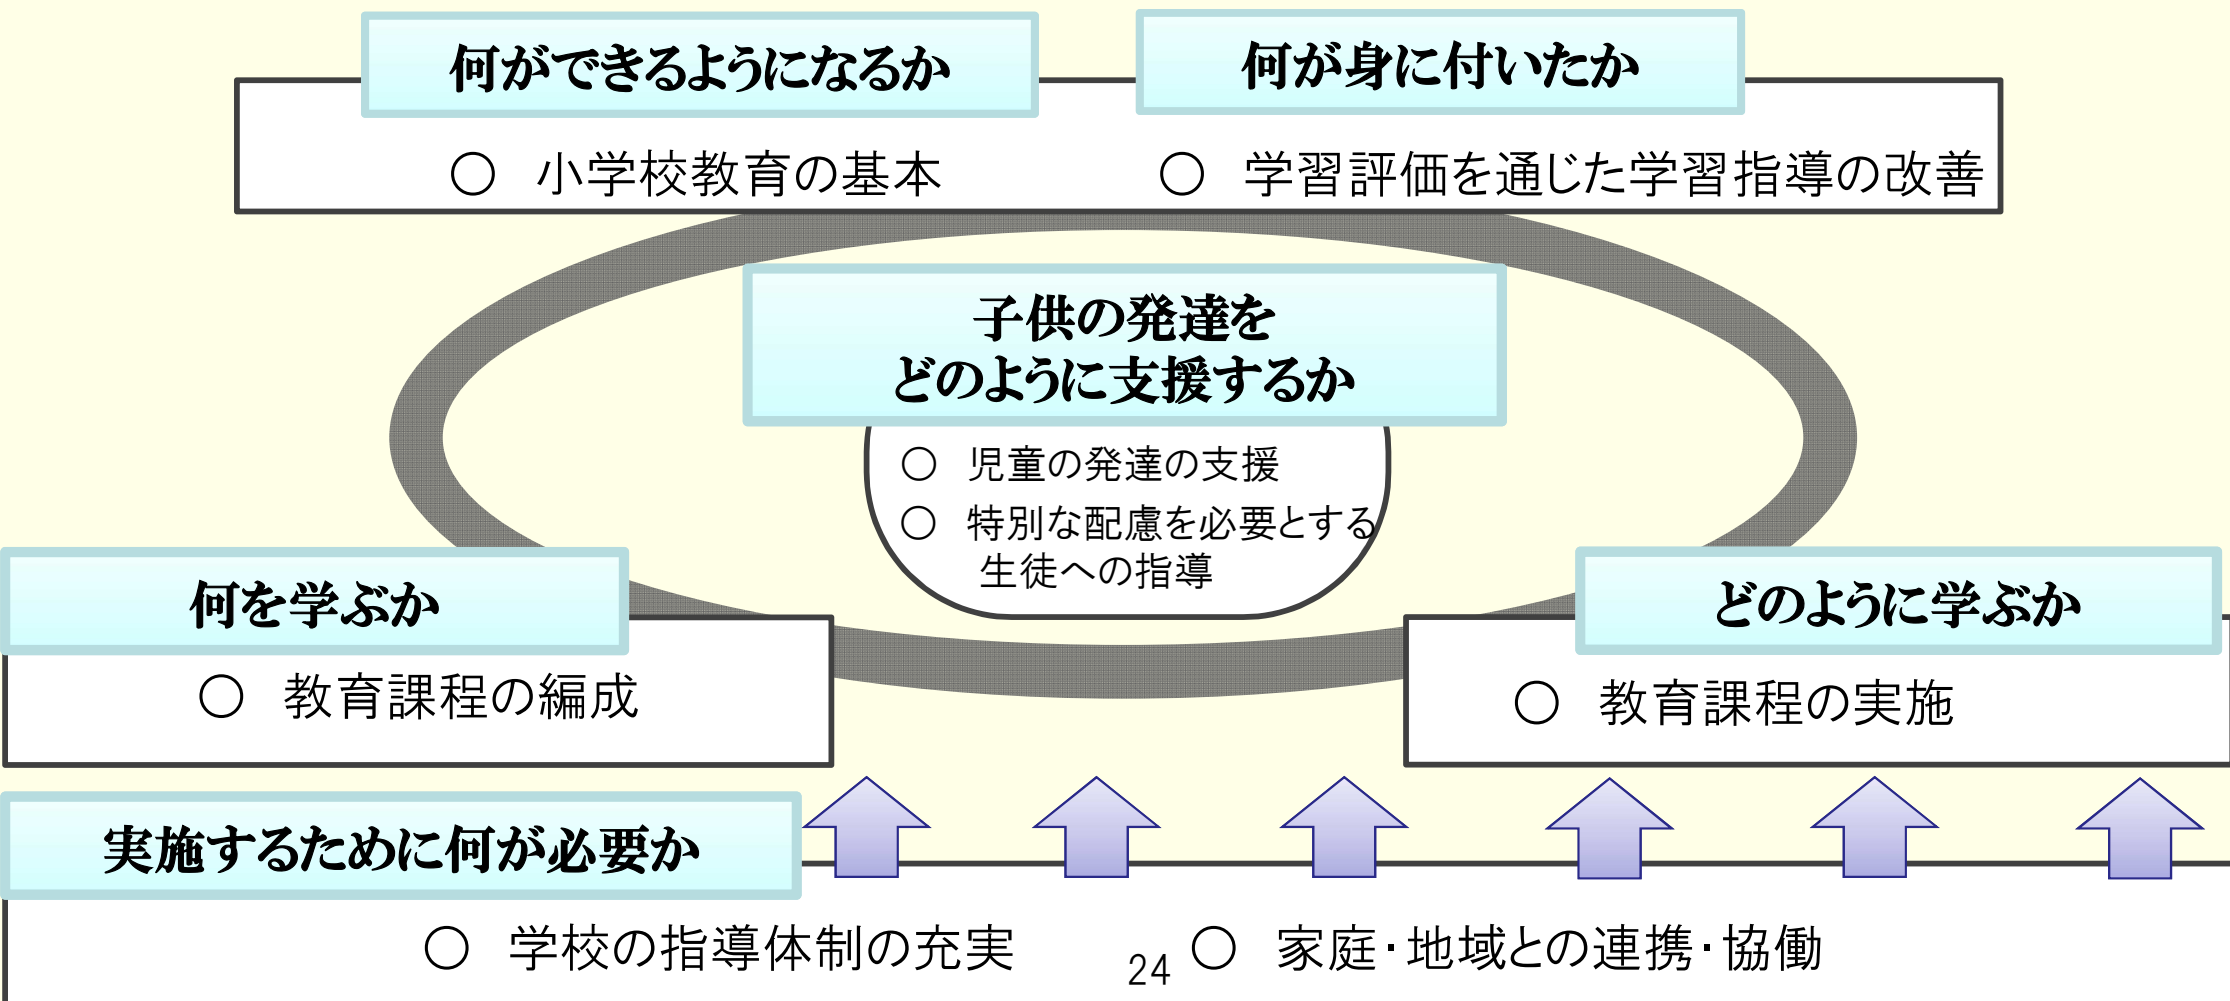 何ができるようになるか
何が身に付いたか
○ 小学校教育の基本
○ 学習評価を通じた学習指導の改善
子供の発達を
どのように支援するか
○ 児童の発達の支援
○ 特別な配慮を必要とする
生徒への指導
何を学ぶか
○ 教育課程の編成
どのように学ぶか
○ 教育課程の実施
実施するために何が必要か
○ 学校の指導体制の充実
○ 家庭・地域との連携・協働
24